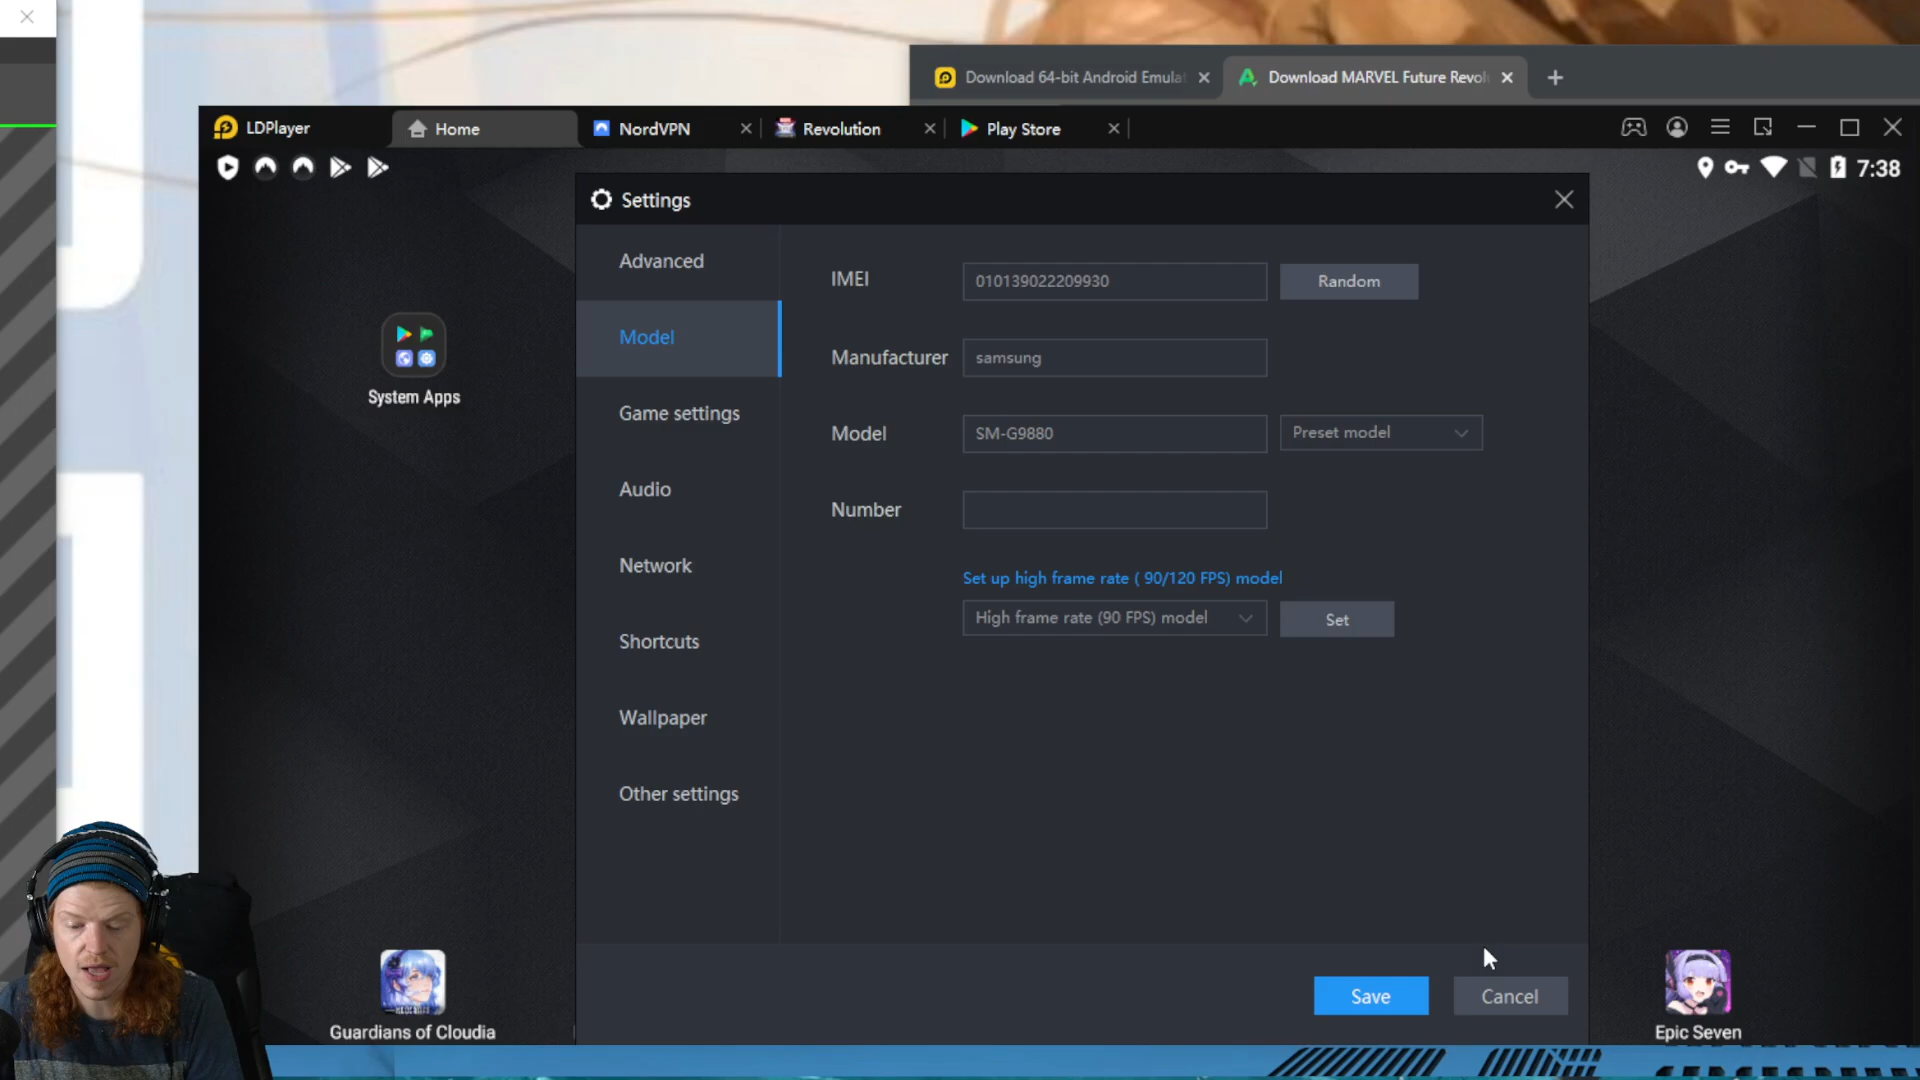 Download 64-bit Android Emulat
Download MARVEL Future Revol
LDPlayer
Home
NordVPN
Revolution
Play Store
7:38
Settings
Advanced
Model
Game settings
Audio
Network
Shortcuts
Wallpaper
Other settings
IMEI
010139022209930
Random
Manufacturer
samsung
Model
SM-G9880
Preset model
Number
Set up high frame rate ( 90/120 FPS) model
High frame rate (90 FPS) model
Set
Save
Cancel
System Apps
Guardians of Cloudia
Epic Seven